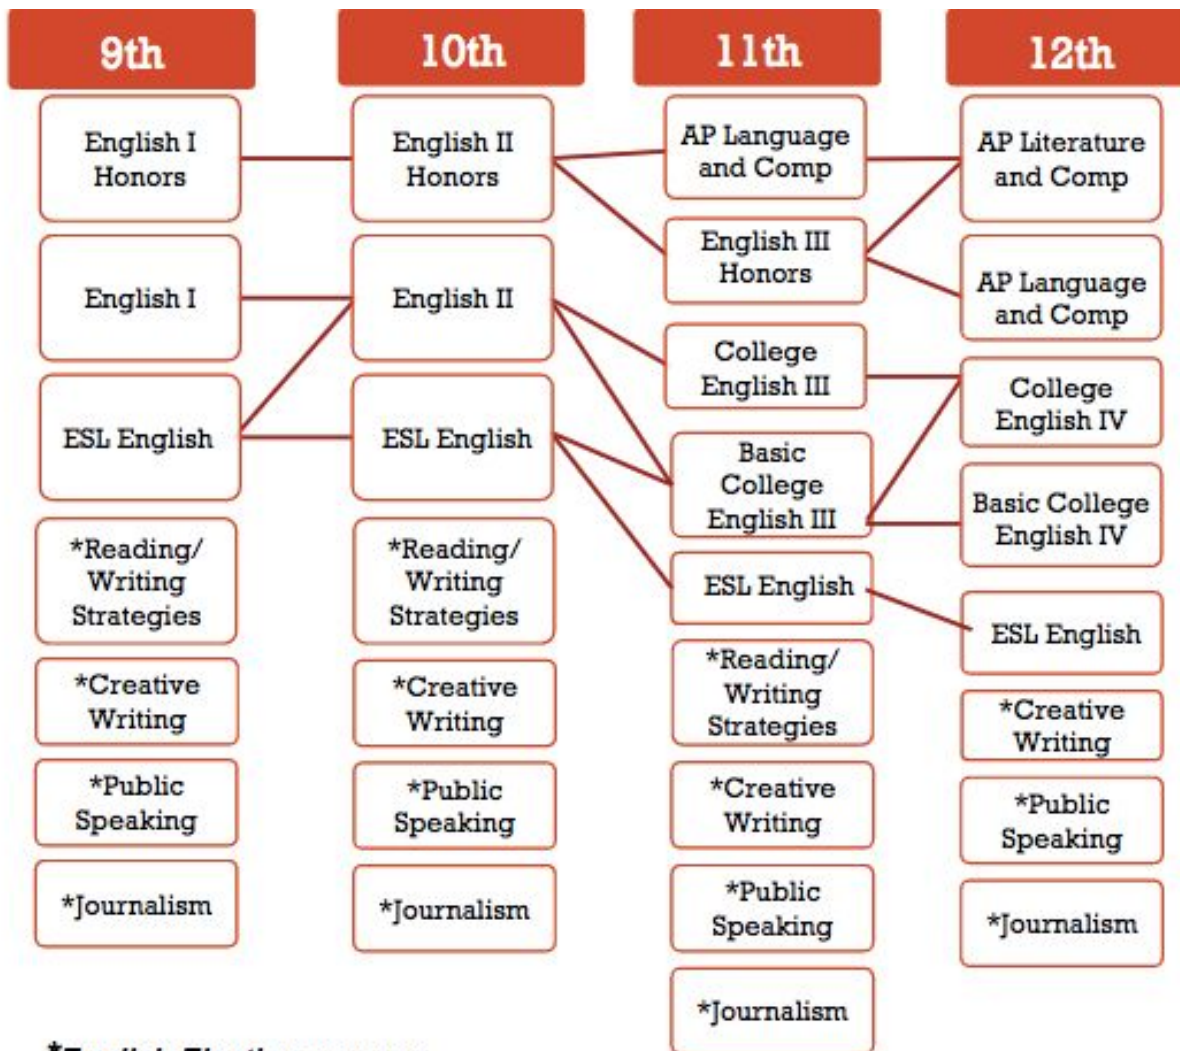 9th
English I
Honors
English I
ESL English
*Reading/
Writing
Strategies
*Creative
Writing
*Public
Speaking
*Journalism
10th
English II
Honors
English II
ESL English
*Reading/
Writing
Strategies
*Creative
Writing
*Public
Speaking
*Journalism
11th
AP Language
and Comp
English III
Honors
College
English III
Basic
College
English III
ESL English
*Reading/
Writing
Strategies
*Creative
Writing
*Public
Speaking
*Journalism
12th
AP Literature
and Comp
AP Language
and Comp
College
English IV
Basic College
English IV
ESL English
*Creative
Writing
*Public
Speaking
*Journalism